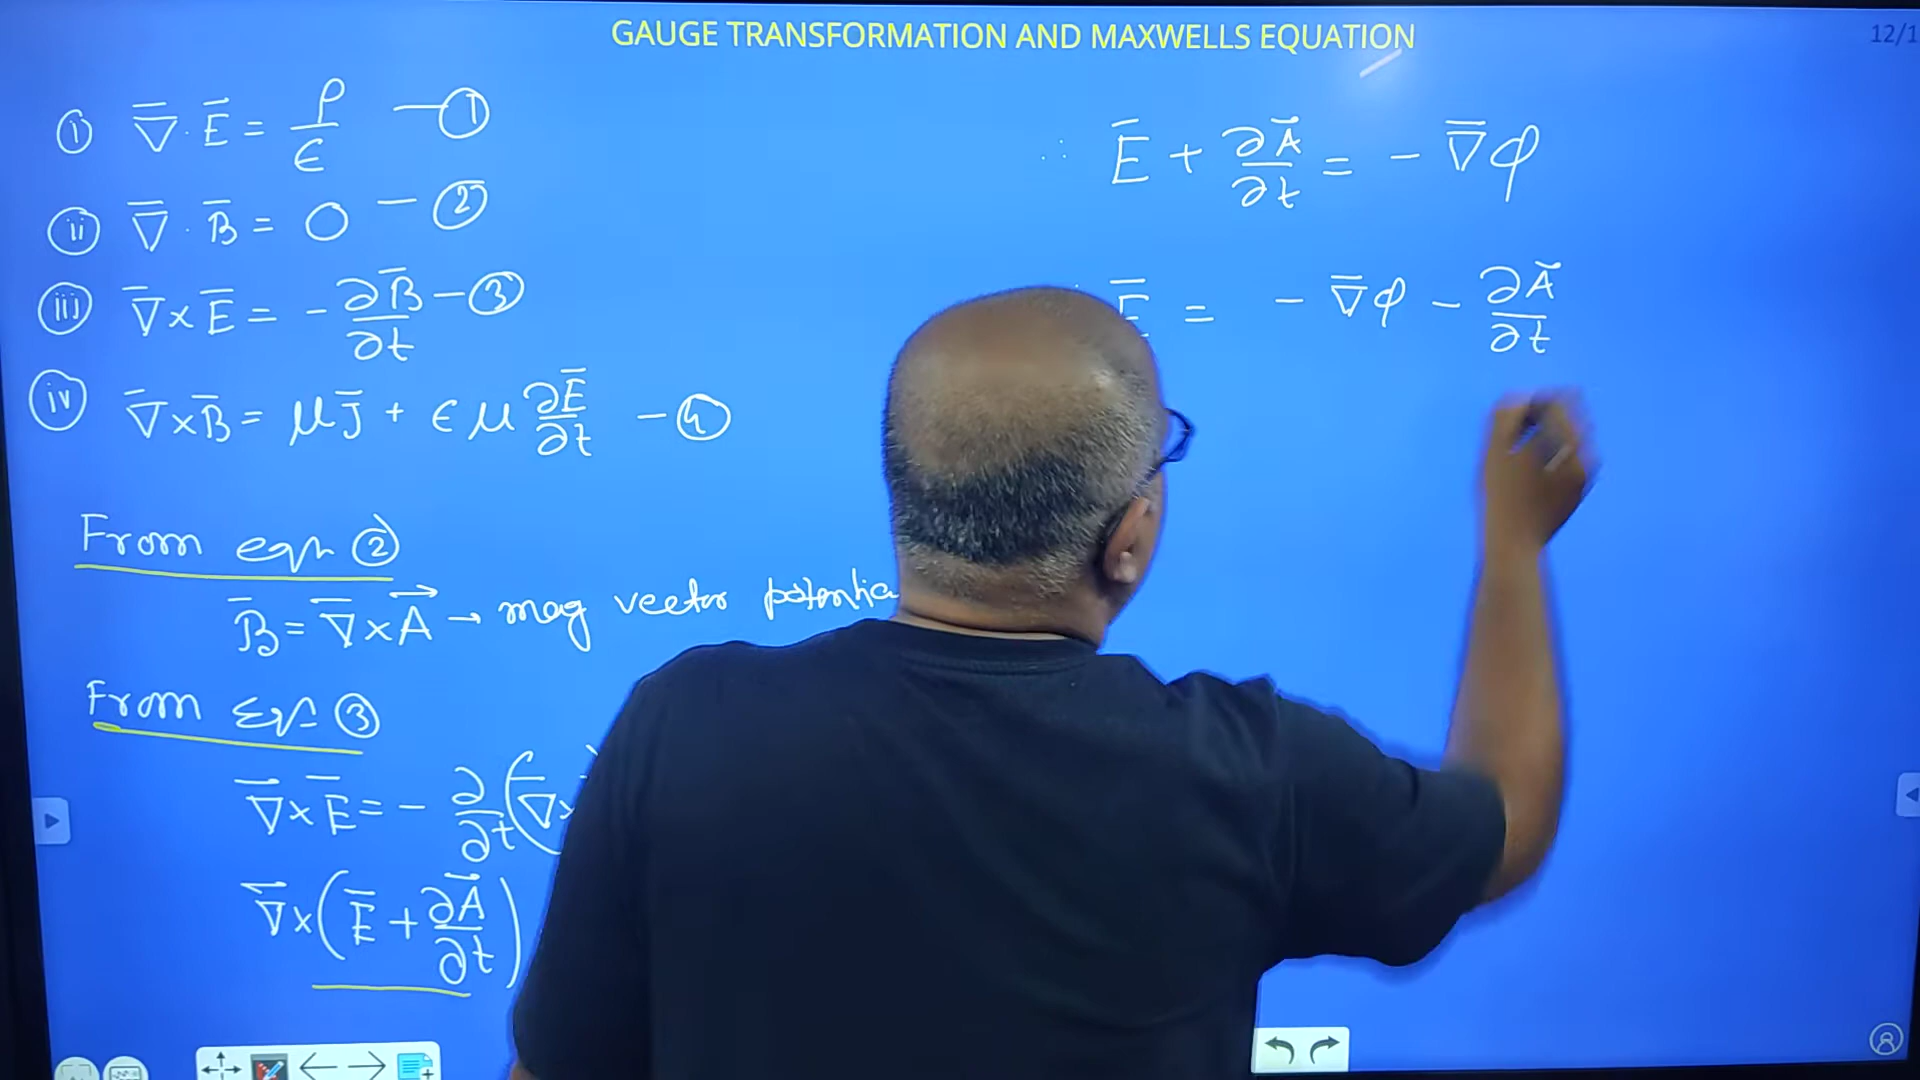 GAUGE TRANSFORMATION AND MAXWELLS EQUATION
12/1
(i) ∇̅ · E̅ = ρ/ϵ — (1)
(ii) ∇̅ · B̅ = 0 — (2)
(iii) ∇̅ × E̅ = - ∂B̅/∂t — (3)
(iv) ∇̅ × B̅ = μJ̅ + ϵμ ∂E̅/∂t — (4)
From eqn (2)
B̅ = ∇̅ × A⃗ → mag vector potentia
From Eqn (3)
∇̅ × E̅ = - ∂/∂t (∇̅ ×
∇̅ × (E̅ + ∂A̅/∂t)
∴ E̅ + ∂A̅/∂t = - ∇̅φ
E̅ = - ∇̅φ - ∂A̅/∂t